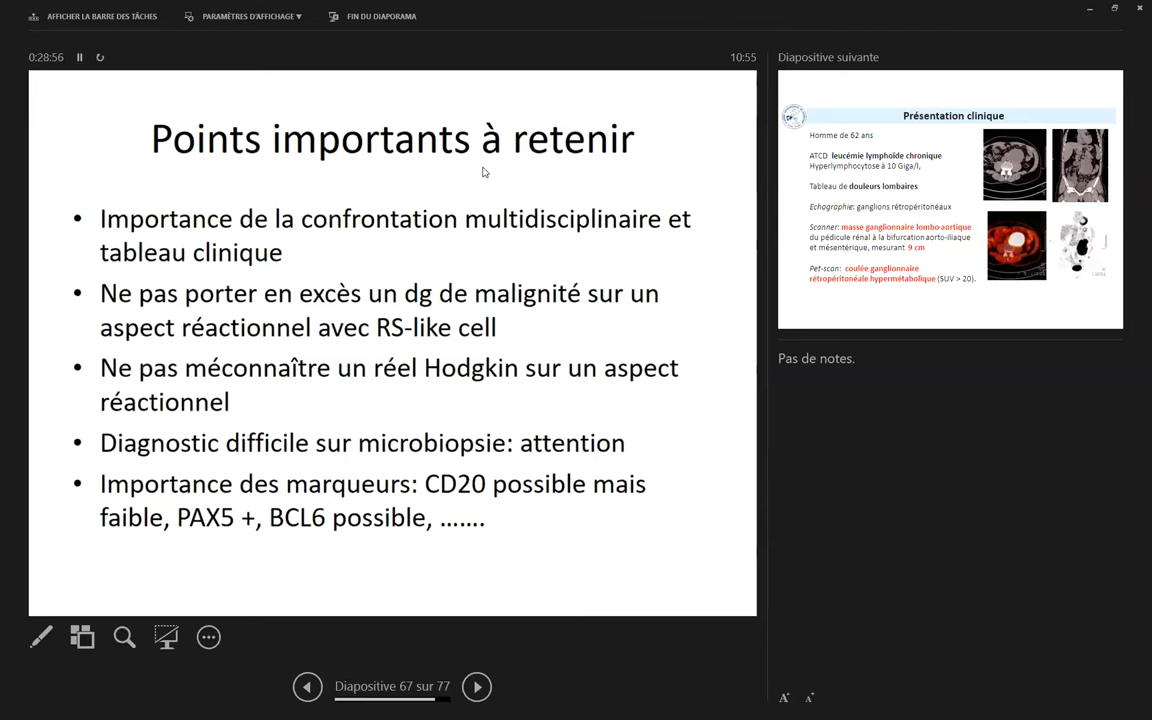 AFFICHER LA BARRE DES TÂCHES
PARAMÈTRES D'AFFICHAGE ▼
FIN DU DIAPORAMA
0:28:56
10:55
Points importants à retenir
• Importance de la confrontation multidisciplinaire et
tableau clinique
• Ne pas porter en excès un dg de malignité sur un
aspect réactionnel avec RS-like cell
• Ne pas méconnaître un réel Hodgkin sur un aspect
réactionnel
• Diagnostic difficile sur microbiopsie: attention
• Importance des marqueurs: CD20 possible mais
faible, PAX5 +, BCL6 possible, …….
Diapositive 67 sur 77
Diapositive suivante
Présentation clinique
Homme de 62 ans
ATCD leucémie lymphoïde chronique
Hyperlymphocytose à 10 Giga/l,
Tableau de douleurs lombaires
Echographie: ganglions rétropéritonéaux
Scanner: masse ganglionnaire lombo-aortique
du pédicule rénal à la bifurcation aorto-iliaque
et mésentérique, mesurant 9 cm
Pet-scan: coulée ganglionnaire
rétropéritonéale hypermétabolique (SUV > 20).
Pas de notes.
A A